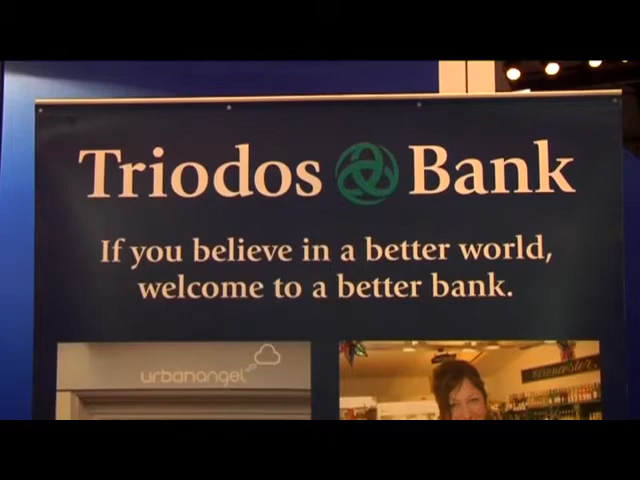 Triodos Bank
If you believe in a better world,
welcome to a better bank.
urbanangel